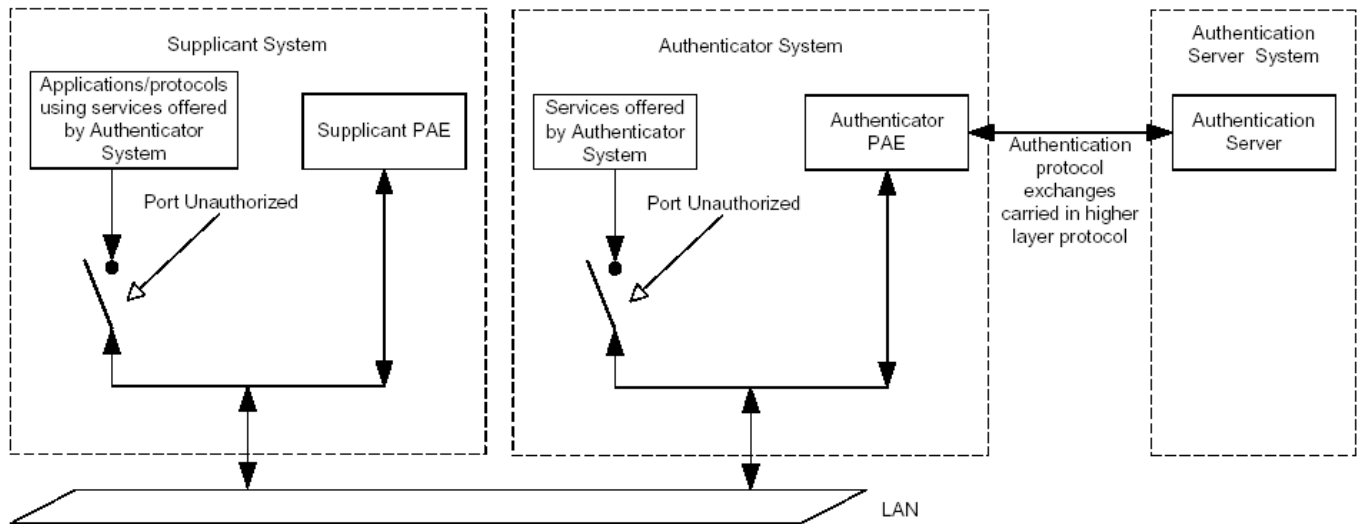 Supplicant System
Applications/protocols
using services offered
by Authenticator
System
Supplicant PAE
Port Unauthorized
Authenticator System
Services offered
by Authenticator
System
Authenticator
PAE
Port Unauthorized
Authentication
protocol
exchanges
carried in higher
layer protocol
Authentication
Server System
Authentication
Server
LAN